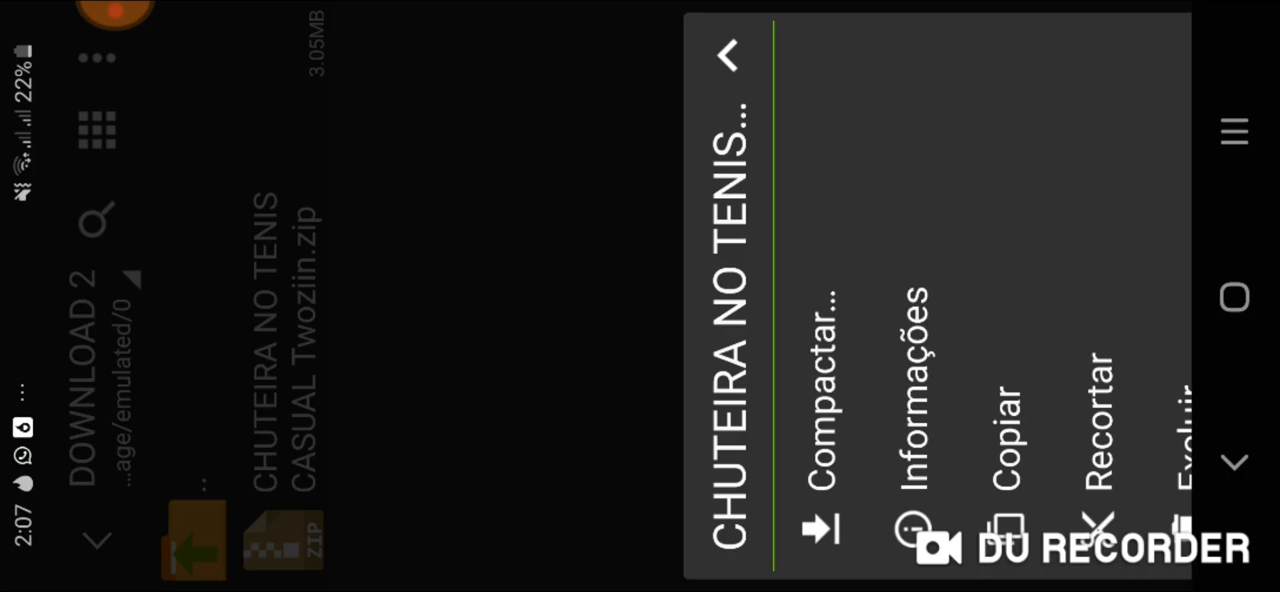 2:07 ... 22%
DOWNLOAD 2
...age/emulated/0
..
CHUTEIRA NO TENIS
CASUAL Twoziin.zip
3.05MB
ZIP
CHUTEIRA NO TENIS...
Compactar...
Informações
Copiar
Recortar
Excluir
DU RECORDER